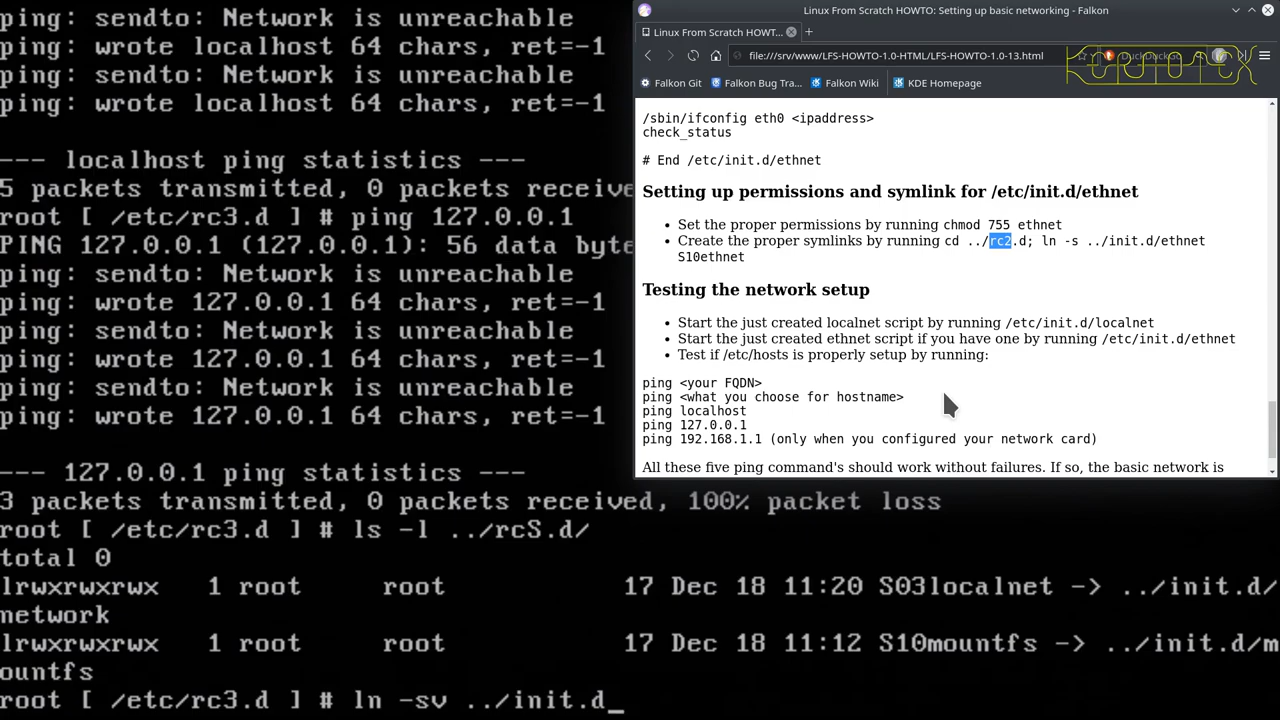 ping: sendto: Network is unreachable
ping: wrote localhost 64 chars, ret=-1
ping: sendto: Network is unreachable
ping: wrote localhost 64 chars, ret=-1
--- localhost ping statistics ---
5 packets transmitted, 0 packets receive
root [ /etc/rc3.d ] # ping 127.0.0.1
PING 127.0.0.1 (127.0.0.1): 56 data byte
ping: sendto: Network is unreachable
ping: wrote 127.0.0.1 64 chars, ret=-1
ping: sendto: Network is unreachable
ping: wrote 127.0.0.1 64 chars, ret=-1
ping: sendto: Network is unreachable
ping: wrote 127.0.0.1 64 chars, ret=-1
--- 127.0.0.1 ping statistics ---
3 packets transmitted, 0 packets received, 100% packet loss
root [ /etc/rc3.d ] # ls -l ../rcS.d/
total 0
lrwxrwxrwx   1 root     root           17 Dec 18 11:20 S03localnet -> ../init.d/
network
lrwxrwxrwx   1 root     root           17 Dec 18 11:12 S10mountfs -> ../init.d/m
ountfs
root [ /etc/rc3.d ] # ln -sv ../init.d_
Linux From Scratch HOWTO: Setting up basic networking - Falkon
Linux From Scratch HOWT...
file:///srv/www/LFS-HOWTO-1.0-HTML/LFS-HOWTO-1.0-13.html
Falkon Git Falkon Bug Tra... Falkon Wiki KDE Homepage
/sbin/ifconfig eth0 <ipaddress>
check_status
# End /etc/init.d/ethnet
Setting up permissions and symlink for /etc/init.d/ethnet
• Set the proper permissions by running chmod 755 ethnet
• Create the proper symlinks by running cd ../rc2.d; ln -s ../init.d/ethnet
S10ethnet
Testing the network setup
• Start the just created localnet script by running /etc/init.d/localnet
• Start the just created ethnet script if you have one by running /etc/init.d/ethnet
• Test if /etc/hosts is properly setup by running:
ping <your FQDN>
ping <what you choose for hostname>
ping localhost
ping 127.0.0.1
ping 192.168.1.1 (only when you configured your network card)
All these five ping command's should work without failures. If so, the basic network is